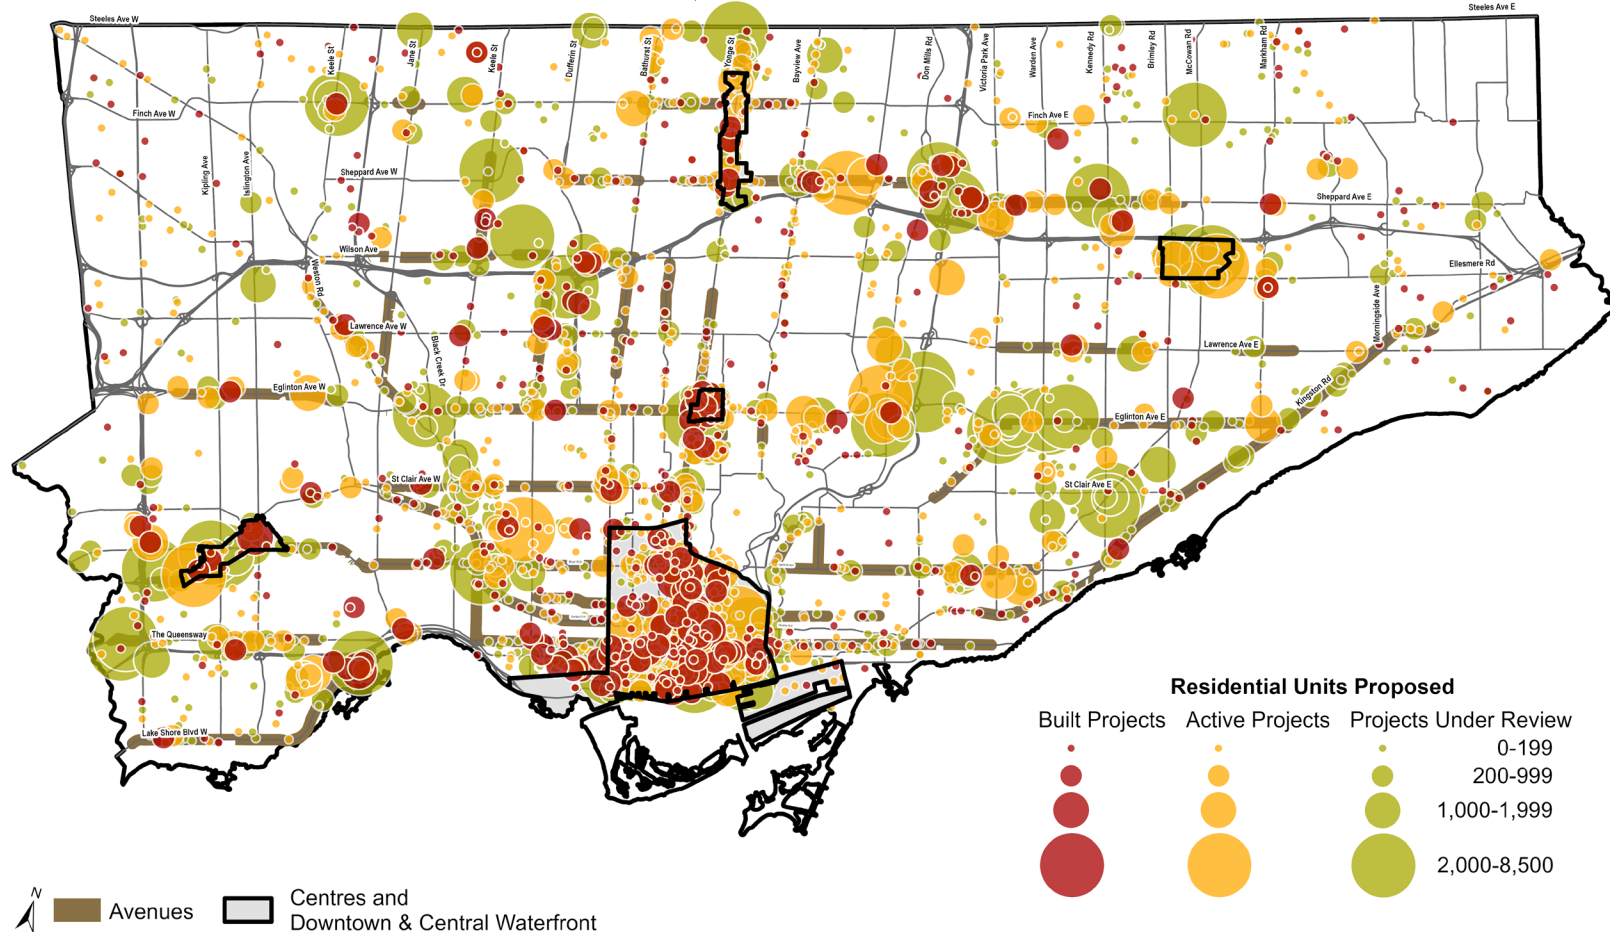 Steeles Ave W
Steeles Ave E
Keele St
Jane St
Keele St
Dufferin St
Bathurst St
Yonge St
Bayview Ave
Don Mills Rd
Victoria Park Ave
Warden Ave
Kennedy Rd
Brimley Rd
McCowan Rd
Markham Rd
Finch Ave W
Finch Ave E
Kipling Ave
Islington Ave
Sheppard Ave W
Sheppard Ave E
Wilson Ave
Weston Rd
Ellesmere Rd
Morningside Ave
Lawrence Ave W
Black Creek Dr
Lawrence Ave E
Eglinton Ave W
Kingston Rd
Eglinton Ave E
St Clair Ave W
St Clair Ave E
The Queensway
Lake Shore Blvd W
Residential Units Proposed
Built Projects Active Projects Projects Under Review
0-199
200-999
1,000-1,999
2,000-8,500
N
Avenues
Centres and
Downtown & Central Waterfront